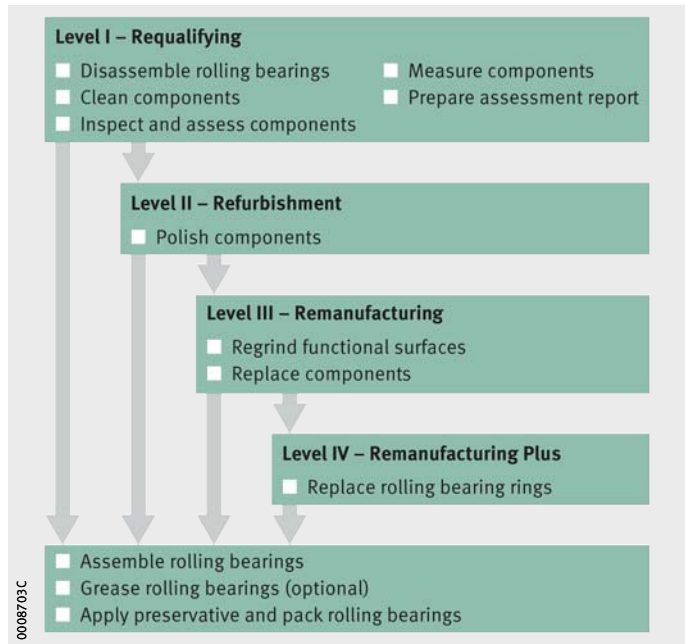 Level I – Requalifying
Disassemble rolling bearings
Clean components
Inspect and assess components
Measure components
Prepare assessment report
Level II – Refurbishment
Polish components
Level III – Remanufacturing
Regrind functional surfaces
Replace components
Level IV – Remanufacturing Plus
Replace rolling bearing rings
Assemble rolling bearings
Grease rolling bearings (optional)
Apply preservative and pack rolling bearings
0008703C